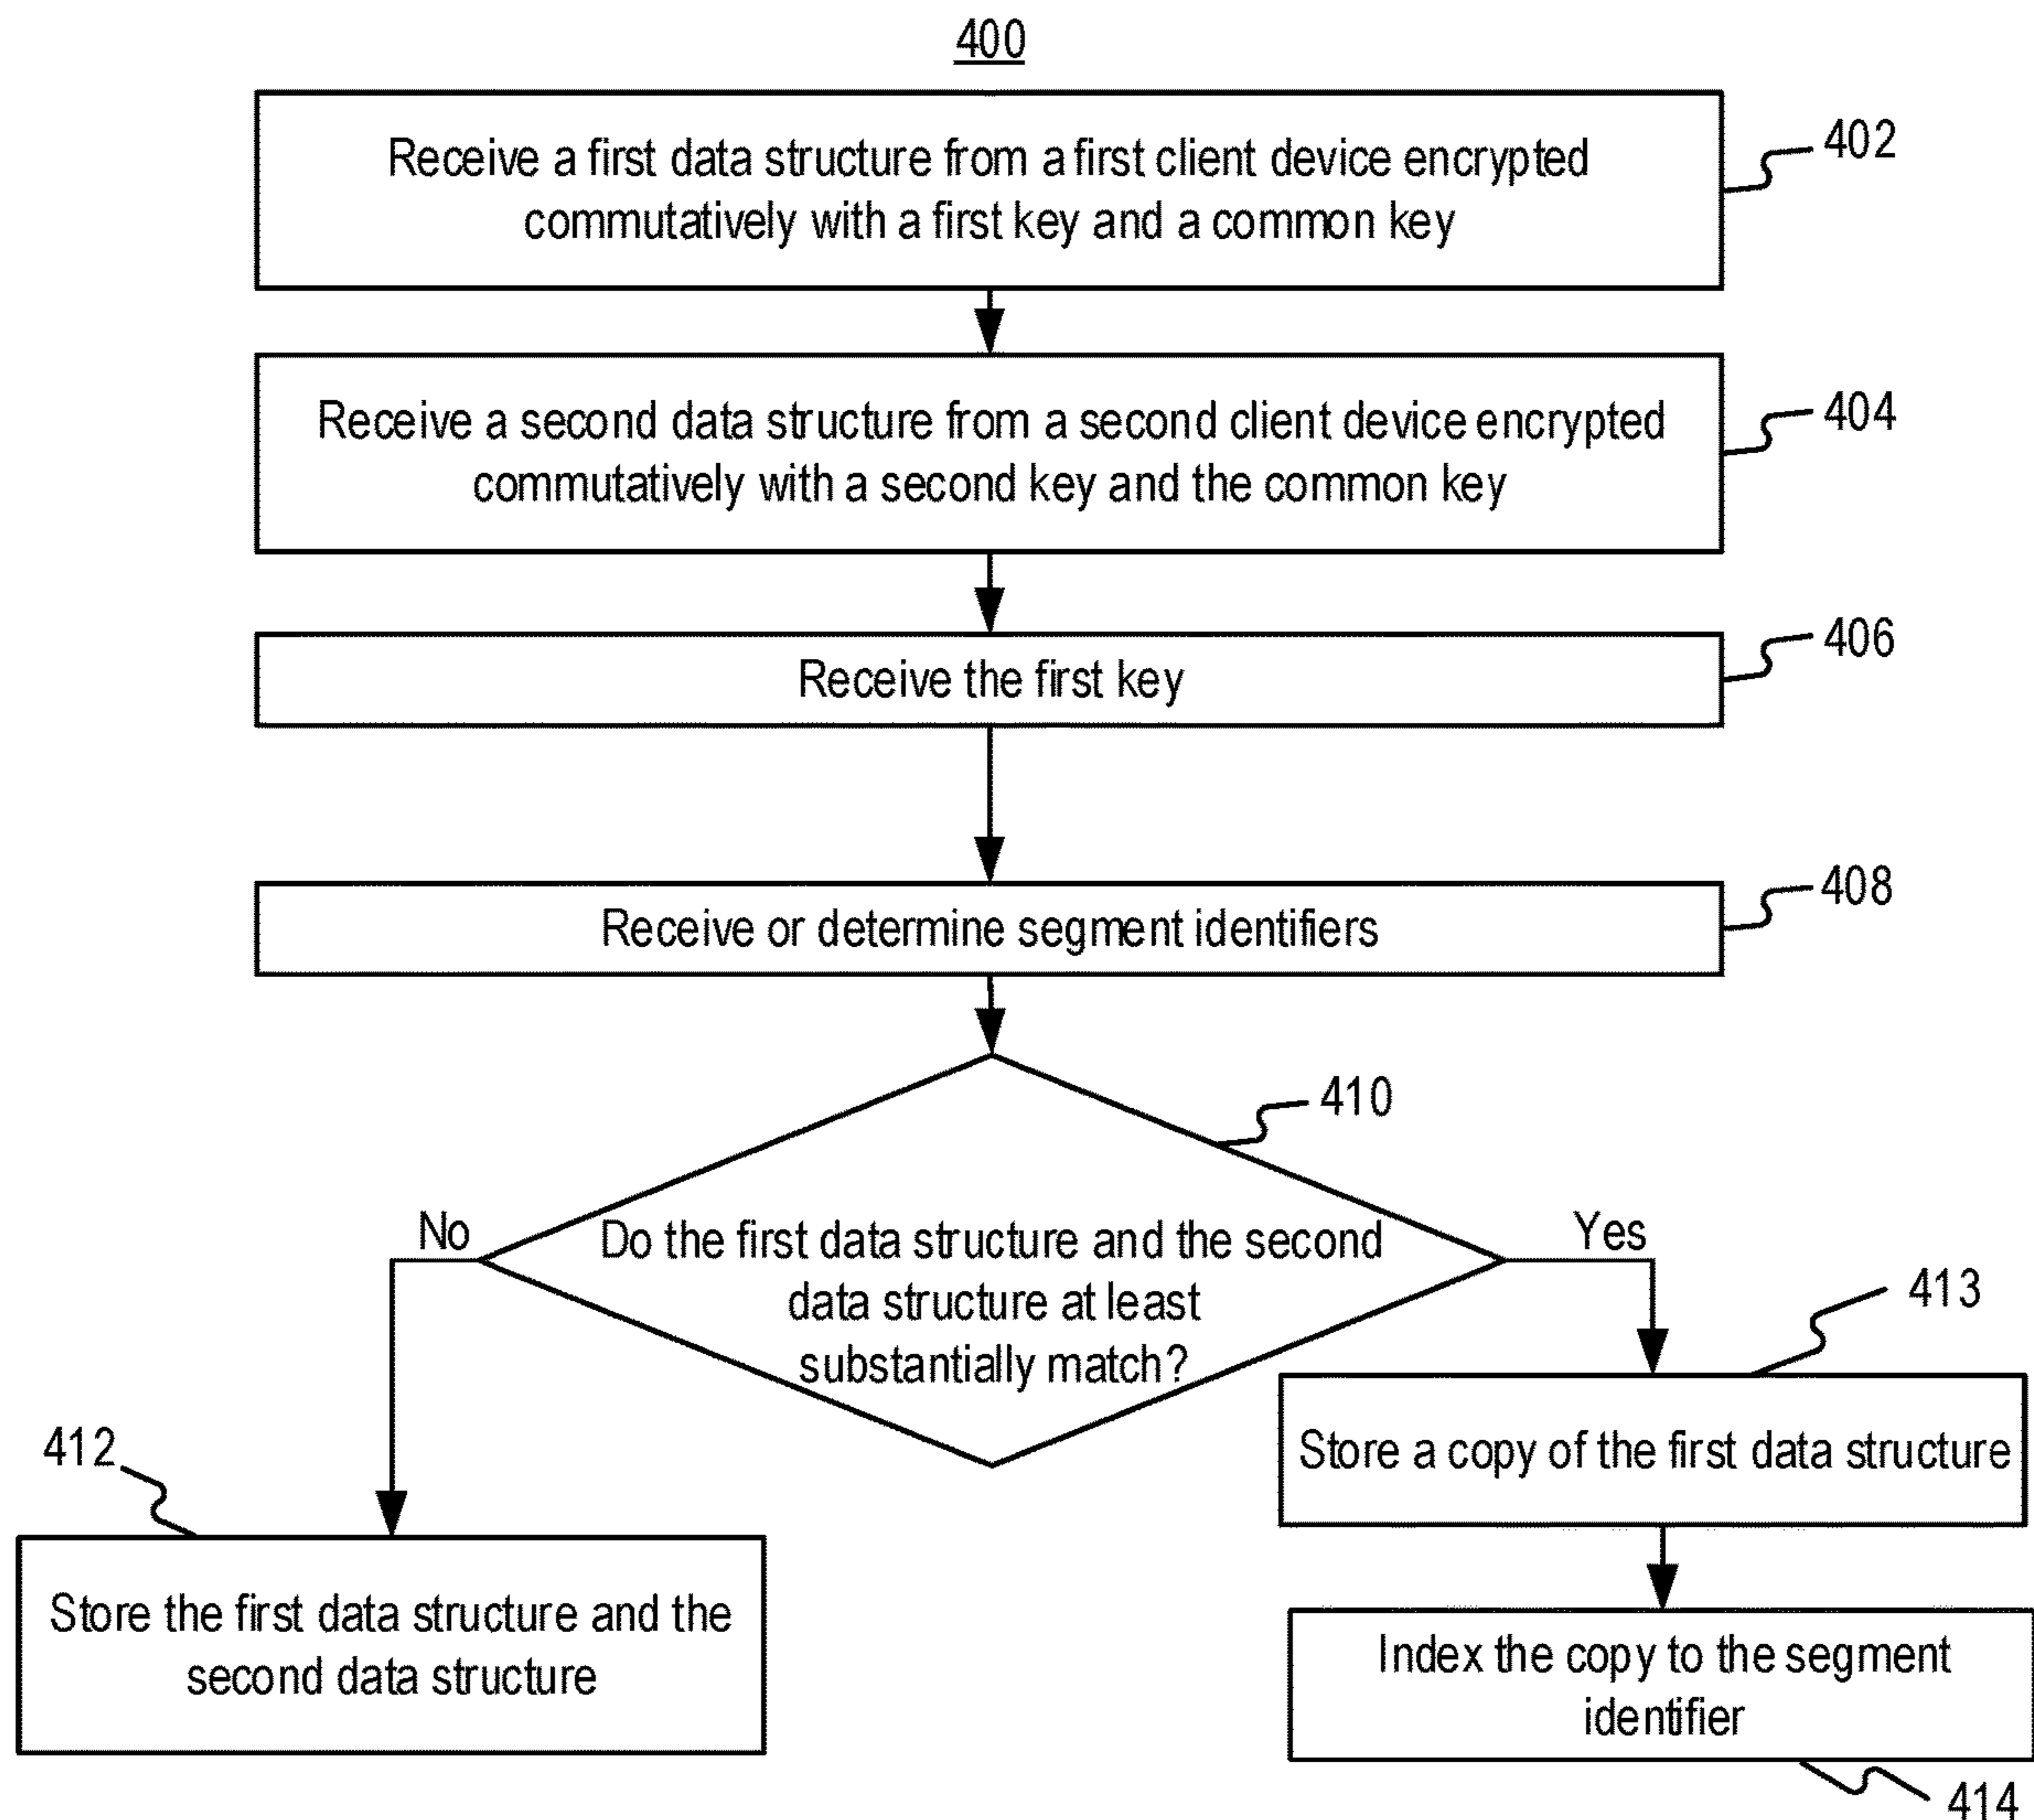 400
Receive a first data structure from a first client device encrypted
commutatively with a first key and a common key
402
Receive a second data structure from a second client device encrypted
commutatively with a second key and the common key
404
Receive the first key
406
Receive or determine segment identifiers
408
410
No
Do the first data structure and the second
data structure at least
substantially match?
Yes
413
Store a copy of the first data structure
412
Store the first data structure and the
second data structure
Index the copy to the segment
identifier
414